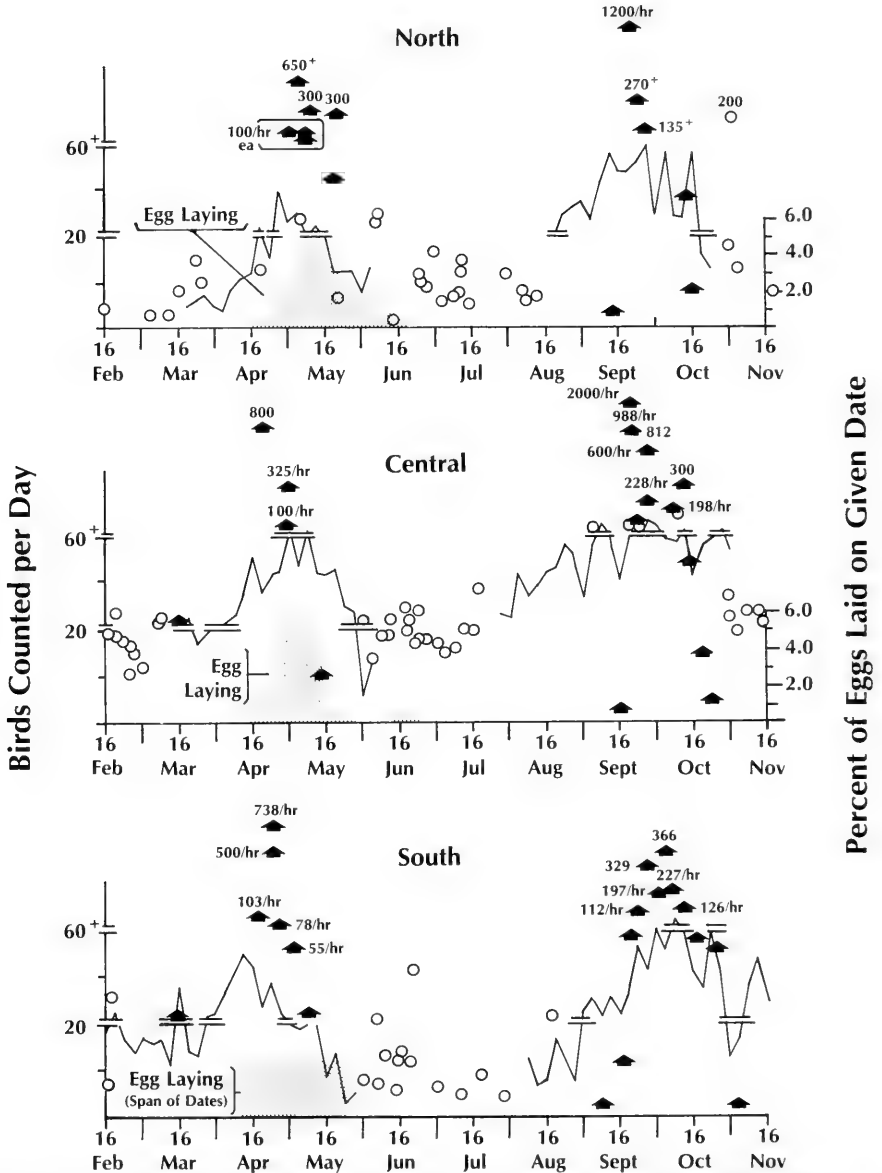 1200/hr
North
650+
270+
300 300
200
135+
100/hr
ea
60+
Egg Laying
6.0
20
4.0
2.0
16 16 16 16 16 16 16 16 16 16
Feb Mar Apr May Jun Jul Aug Sept Oct Nov
2000/hr
800
988/hr
812
Central
600/hr
325/hr
300
228/hr
198/hr
100/hr
60+
6.0
20
4.0
Egg
Laying
2.0
16 16 16 16 16 16 16 16 16 16
Feb Mar Apr May Jun Jul Aug Sept Oct Nov
738/hr
366
500/hr
South
329
227/hr
197/hr
103/hr
112/hr
126/hr
78/hr
60+
55/hr
20
Egg Laying
(Span of Dates)
16 16 16 16 16 16 16 16 16 16
Feb Mar Apr May Jun Jul Aug Sept Oct Nov
Birds Counted per Day
Percent of Eggs Laid on Given Date